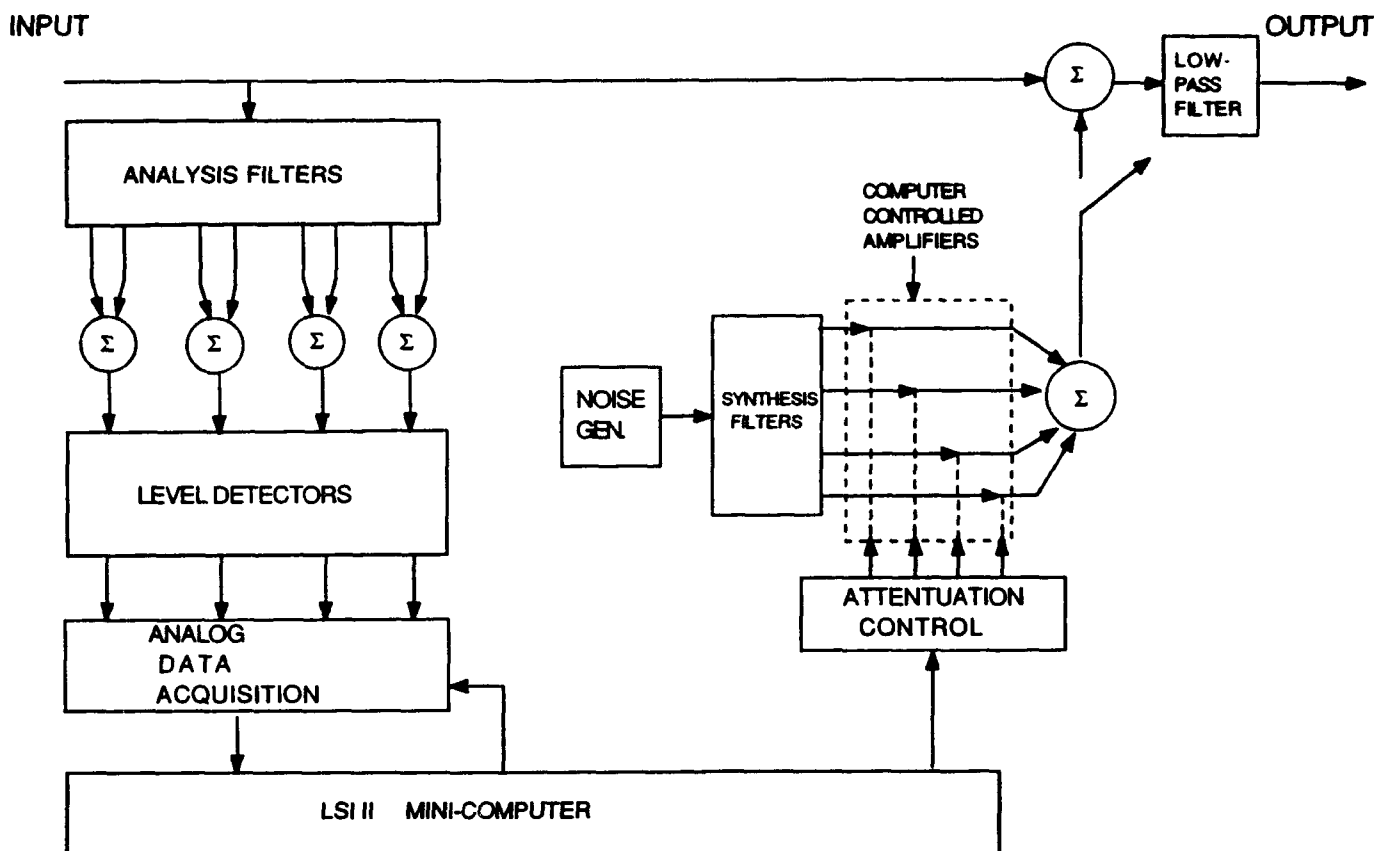 INPUT
OUTPUT
Σ
LOW-
PASS
FILTER
ANALYSIS FILTERS
COMPUTER
CONTROLLED
AMPLIFIERS
Σ
Σ
Σ
Σ
NOISE
GEN.
SYNTHESIS
FILTERS
Σ
LEVEL DETECTORS
ATTENTUATION
CONTROL
ANALOG
DATA
ACQUISITION
LSI II MINI-COMPUTER